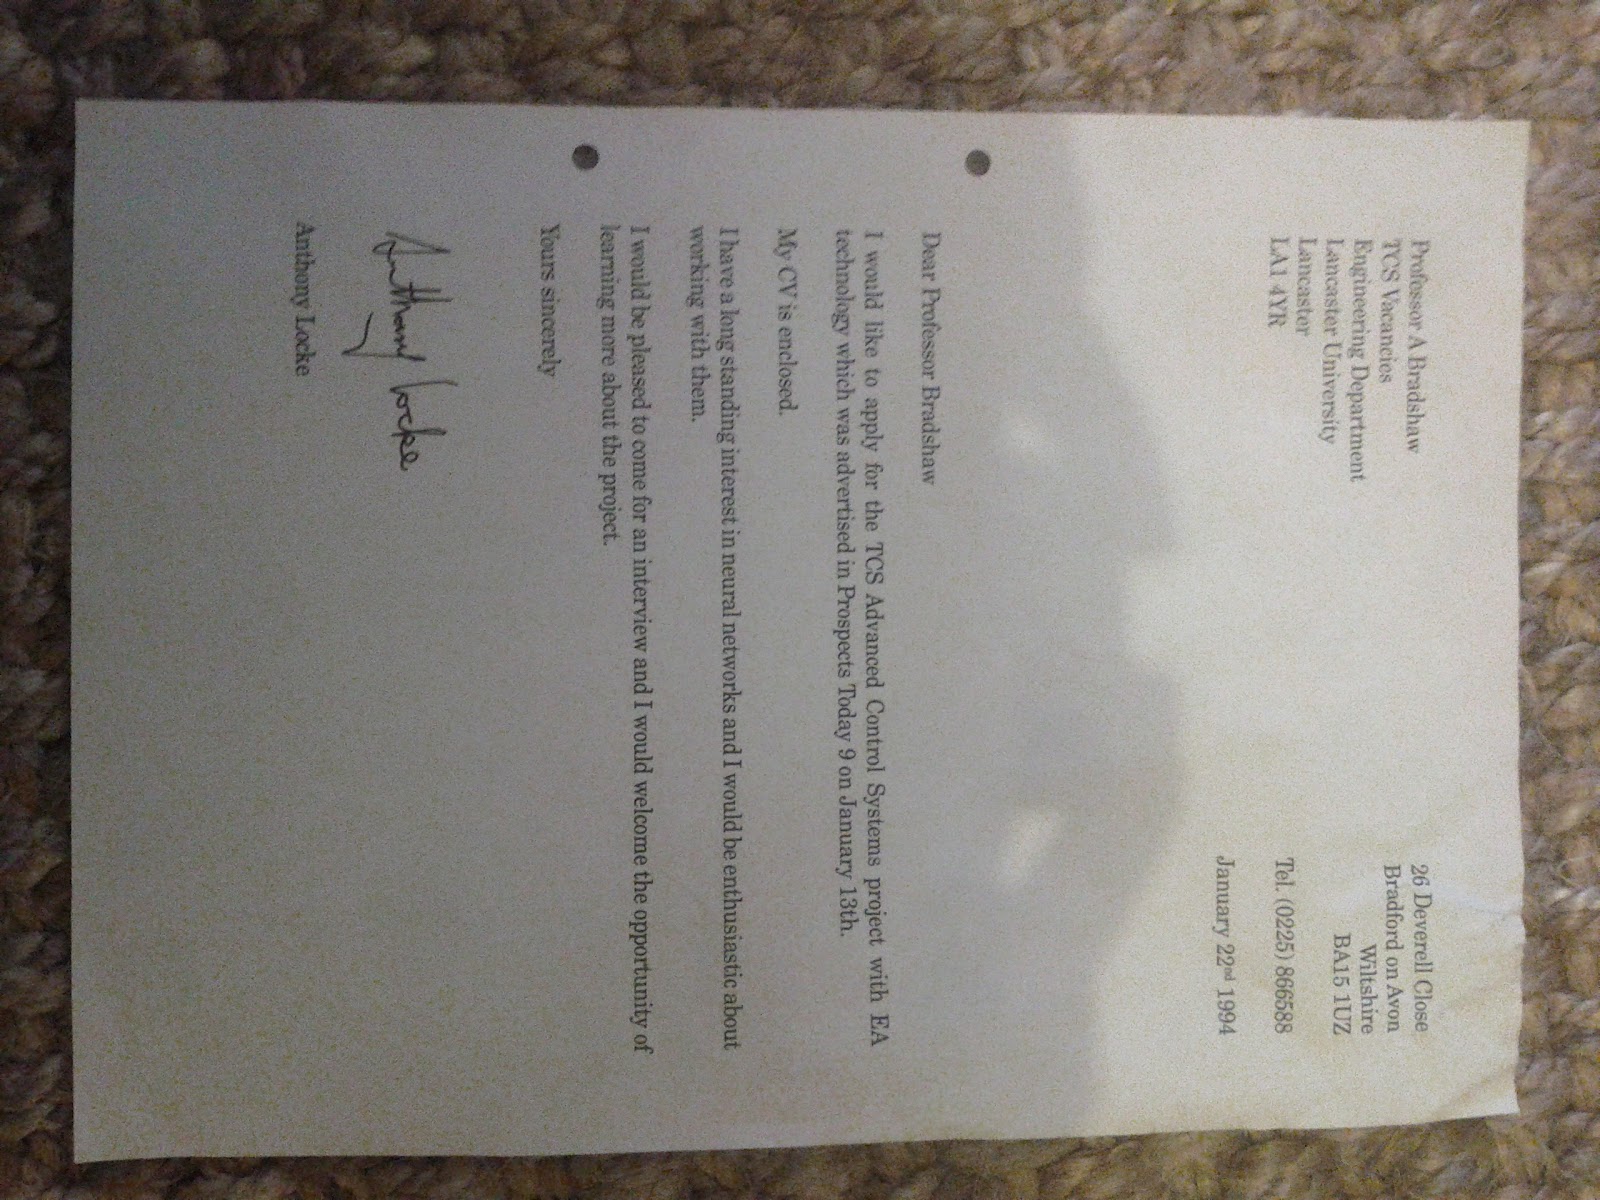 26 Deverell Close
Bradford on Avon
Wiltshire
BA15 1UZ
Tel. (0225) 866588
January 22nd 1994
Professor A Bradshaw
TCS Vacancies
Engineering Department
Lancaster University
Lancaster
LA1 4YR
Dear Professor Bradshaw
I would like to apply for the TCS Advanced Control Systems project with EA
technology which was advertised in Prospects Today 9 on January 13th.
My CV is enclosed.
I have a long standing interest in neural networks and I would be enthusiastic about
working with them.
I would be pleased to come for an interview and I would welcome the opportunity of
learning more about the project.
Yours sincerely
Anthony Locke
Anthony Locke